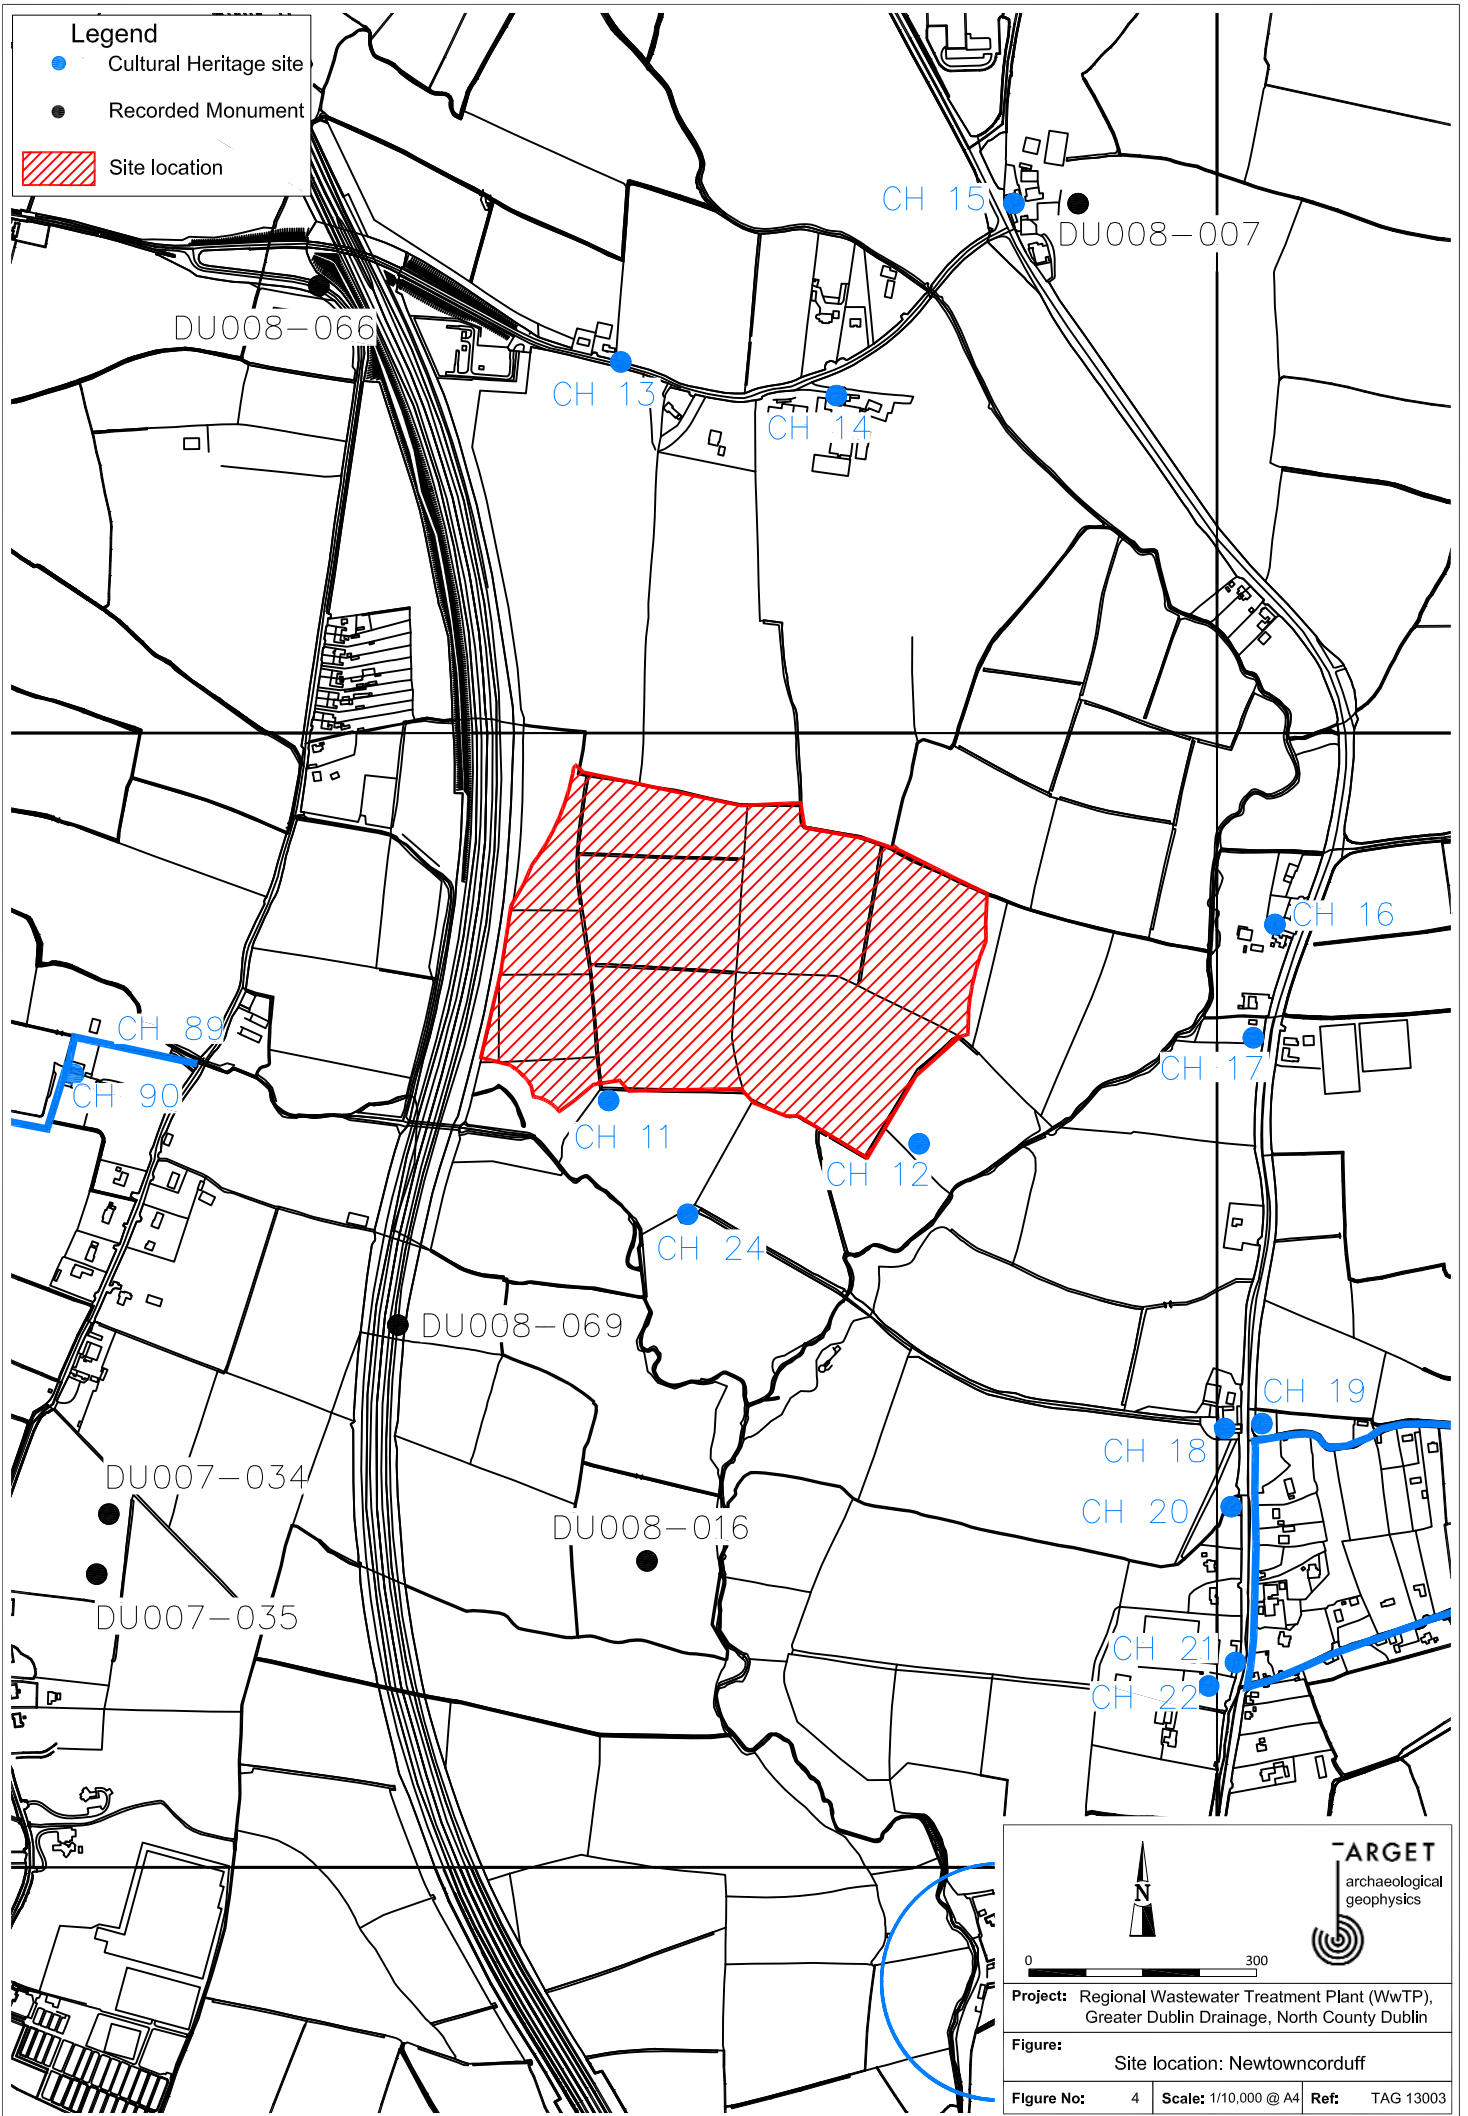 Legend
Cultural Heritage site
Recorded Monument
Site location
CH 15
DU008-007
DU008-066
CH 13
CH 14
CH 16
CH 89
CH 90
CH 17
CH 11
CH 12
CH 24
DU008-069
CH 19
CH 18
DU007-034
CH 20
DU008-016
DU007-035
CH 21
CH 22
N
TARGET
archaeological
geophysics
0 300
Project: Regional Wastewater Treatment Plant (WwTP),
Greater Dublin Drainage, North County Dublin
Figure:
Site location: Newtowncorduff
Figure No: 4 Scale: 1/10,000 @ A4 Ref: TAG 13003